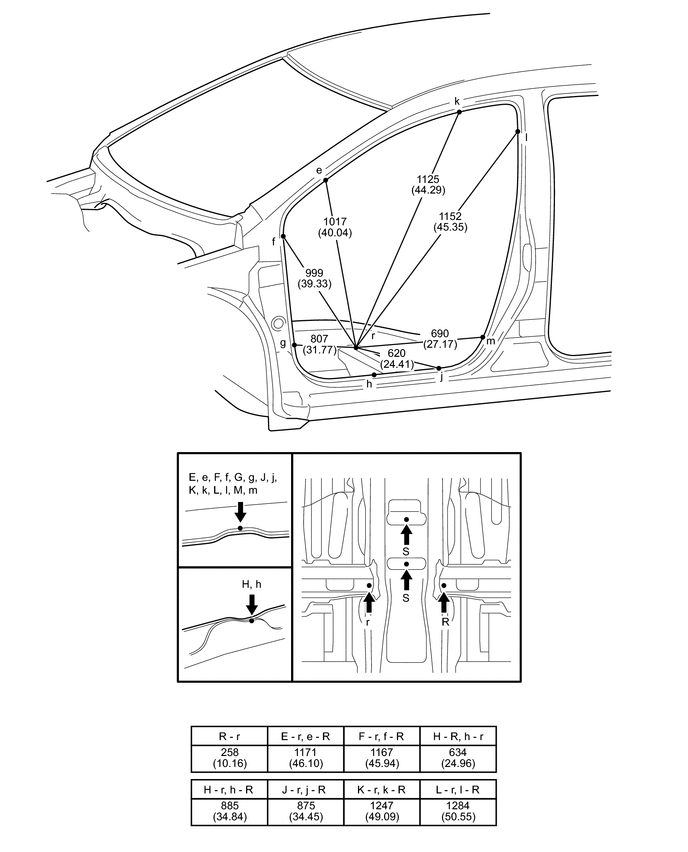 k
l
e
1125
(44.29)
1017
(40.04)
1152
(45.35)
f
999
(39.33)
r
g
807
(31.77)
690
(27.17)
m
620
(24.41)
h
j
E, e, F, f, G, g, J, j,
K, k, L, l, M, m
H, h
S
S
r
R
R - r
E - r, e - R
F - r, f - R
H - R, h - r
258
(10.16)
1171
(46.10)
1167
(45.94)
634
(24.96)
H - r, h - R
J - r, j - R
K - r, k - R
L - r, l - R
885
(34.84)
875
(34.45)
1247
(49.09)
1284
(50.55)